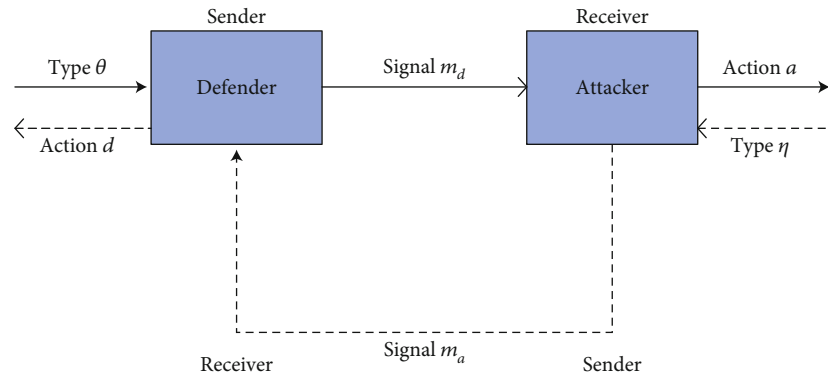 Sender
Receiver
Type θ
Defender
Signal m_d
Attacker
Action a
Action d
Type η
Signal m_a
Receiver
Sender